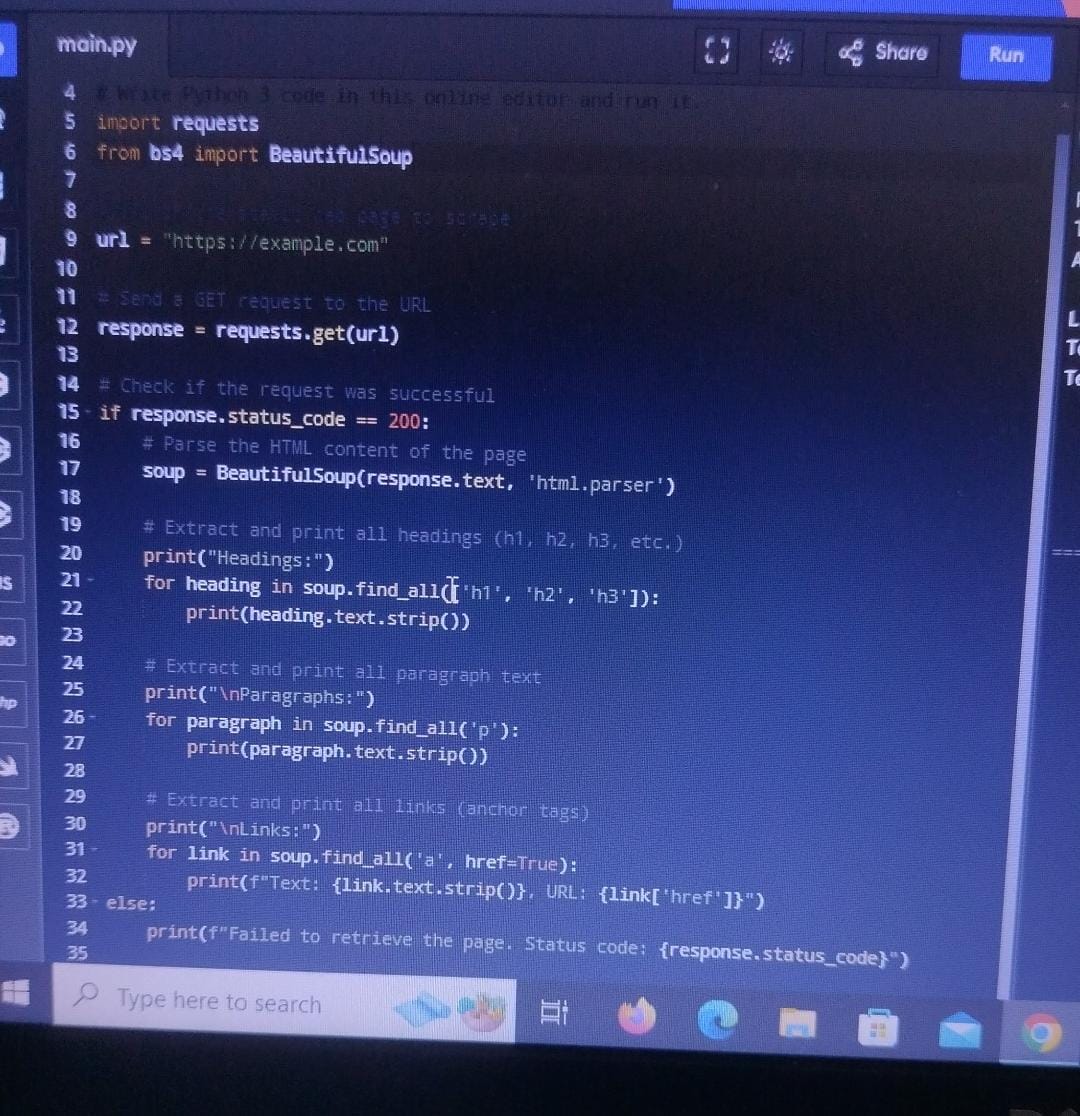 main.py
Share
Run
4 # Write Python 3 code in this online editor and run it.
5 import requests
6 from bs4 import BeautifulSoup
7
8 page to scrape
9 url = "https://example.com"
10
11 # Send a GET request to the URL
12 response = requests.get(url)
13
14 # Check if the request was successful
15 if response.status_code == 200:
16 # Parse the HTML content of the page
17 soup = BeautifulSoup(response.text, 'html.parser')
18
19 # Extract and print all headings (h1, h2, h3, etc.)
20 print("Headings:")
21 for heading in soup.find_all(['h1', 'h2', 'h3']):
22 print(heading.text.strip())
23
24 # Extract and print all paragraph text
25 print("\nParagraphs:")
26 for paragraph in soup.find_all('p'):
27 print(paragraph.text.strip())
28
29 # Extract and print all links (anchor tags)
30 print("\nLinks:")
31 for link in soup.find_all('a', href=True):
32 print(f"Text: {link.text.strip()}, URL: {link['href']}")
33 else:
34 print(f"Failed to retrieve the page. Status code: {response.status_code}")
35
Type here to search